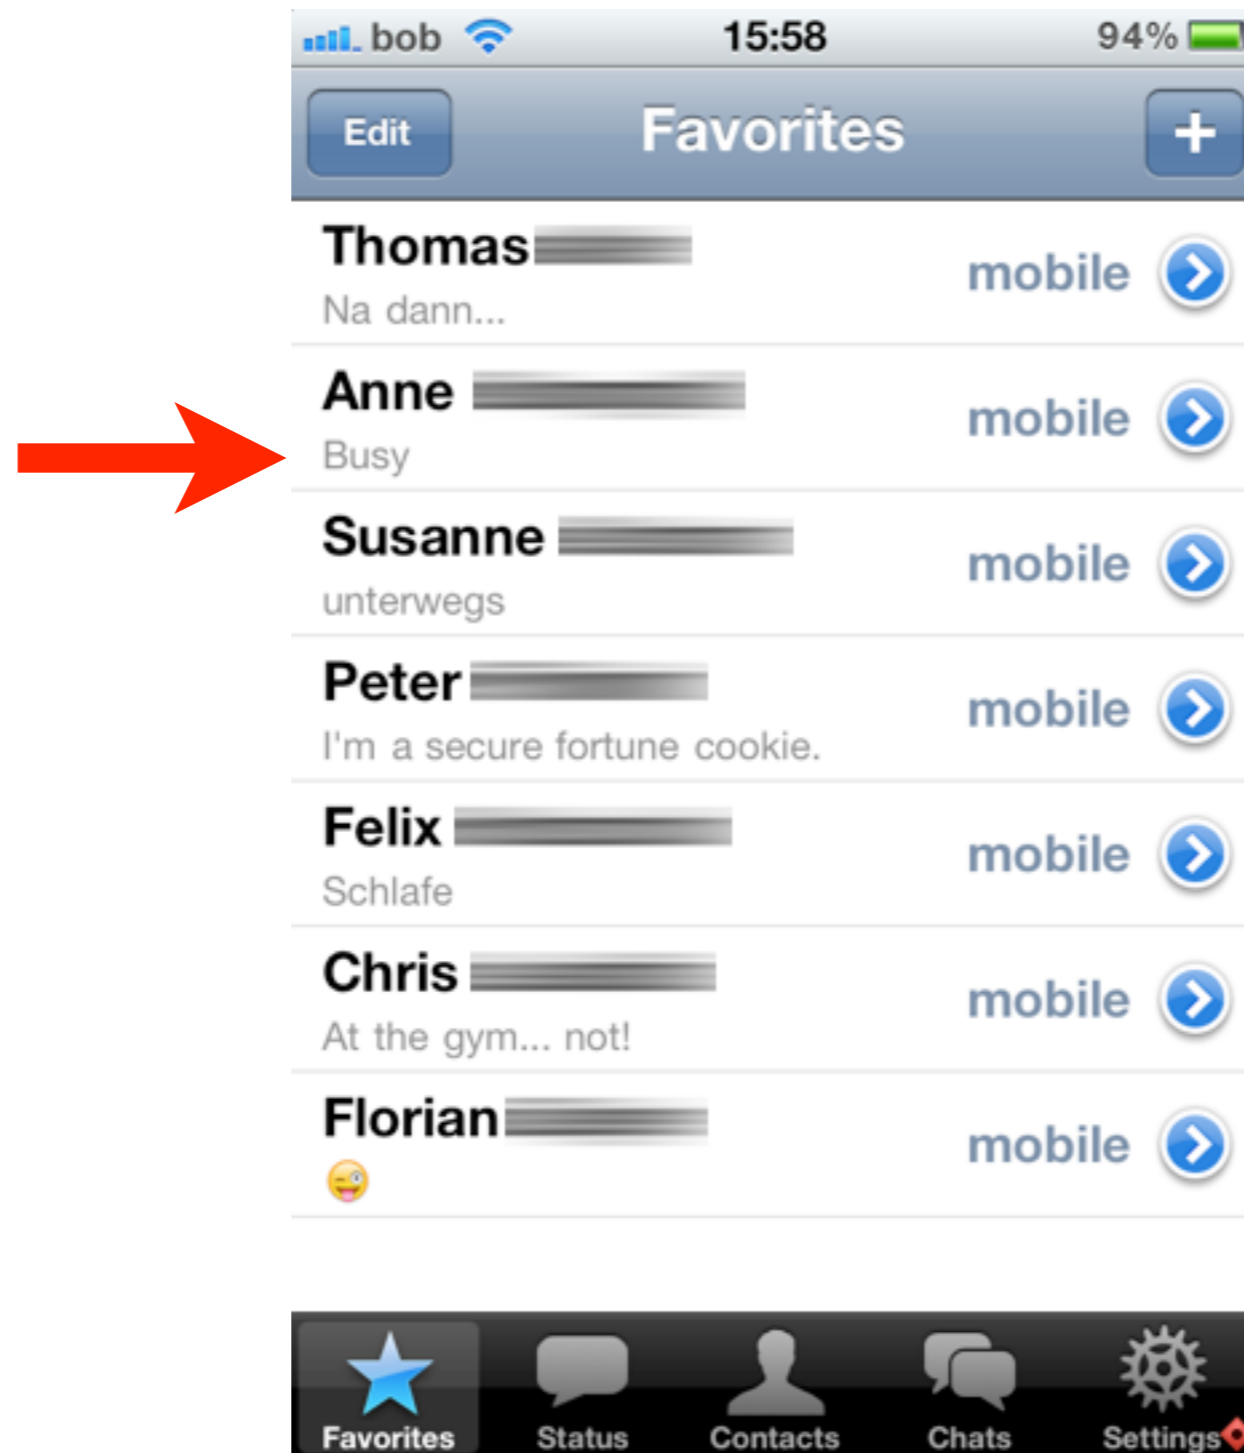 bob 15:58 94%
Edit Favorites +
Thomas
Na dann...
mobile
Anne
Busy
mobile
Susanne
unterwegs
mobile
Peter
I'm a secure fortune cookie.
mobile
Felix
Schlafe
mobile
Chris
At the gym... not!
mobile
Florian
😜
mobile
Favorites Status Contacts Chats Settings